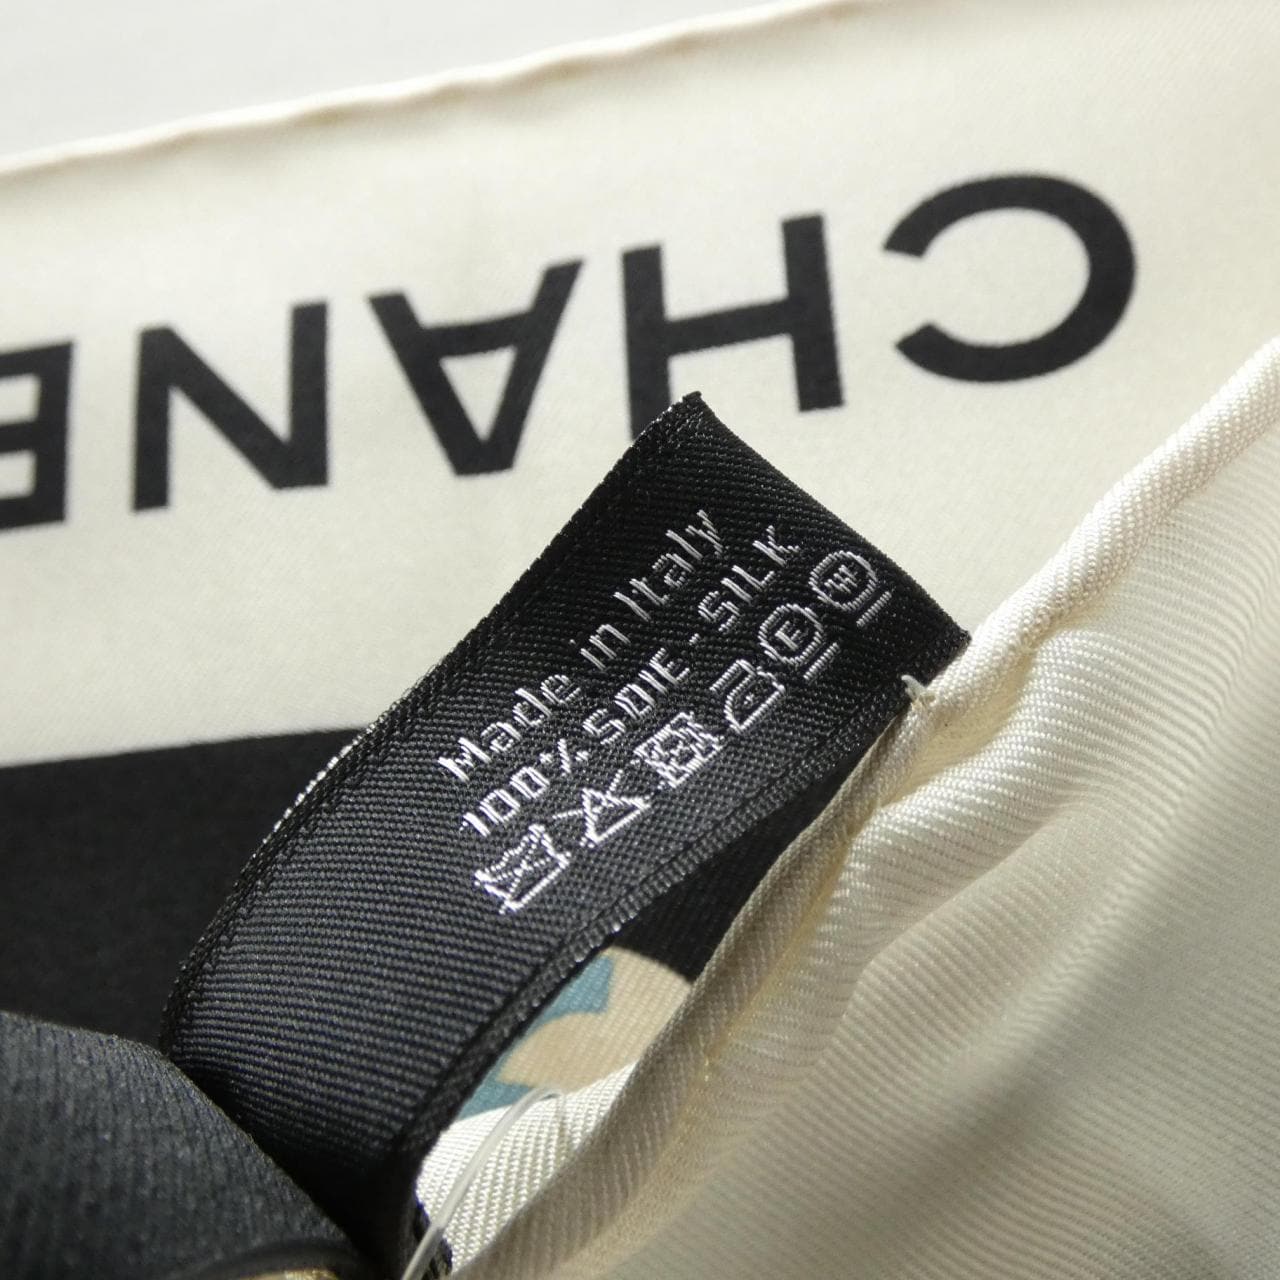 CHANE
Made in Italy
100% SOIE - SILK
E W